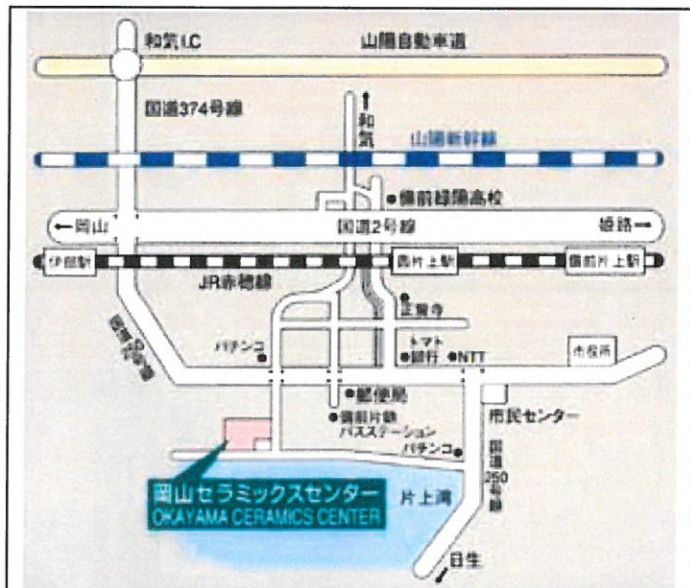 和気I.C
山陽自動車道
国道374号線
和気
山陽新幹線
備前緑陽高校
←岡山
国道2号線
姫路→
伊部駅
西片上駅
備前片上駅
JR赤穂線
正覚寺
パチンコ
トマト
銀行
NTT
市役所
郵便局
市民センター
備前片鉄
バスステーション
パチンコ
国道250号線
岡山セラミックスセンター
OKAYAMA CERAMICS CENTER
片上湾
日生